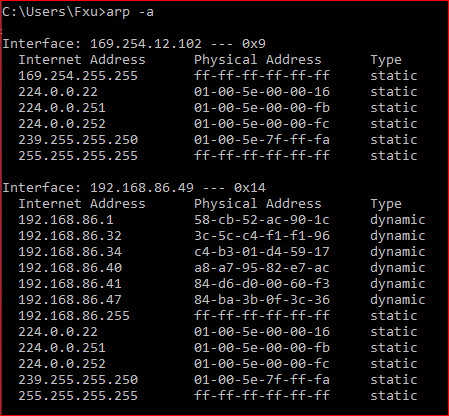 C:\Users\Fxu>arp -a
Interface: 169.254.12.102 --- 0x9
Internet Address Physical Address Type
169.254.255.255 ff-ff-ff-ff-ff-ff static
224.0.0.22 01-00-5e-00-00-16 static
224.0.0.251 01-00-5e-00-00-fb static
224.0.0.252 01-00-5e-00-00-fc static
239.255.255.250 01-00-5e-7f-ff-fa static
255.255.255.255 ff-ff-ff-ff-ff-ff static
Interface: 192.168.86.49 --- 0x14
Internet Address Physical Address Type
192.168.86.1 58-cb-52-ac-90-1c dynamic
192.168.86.32 3c-5c-c4-f1-f1-96 dynamic
192.168.86.34 c4-b3-01-d4-59-17 dynamic
192.168.86.40 a8-a7-95-82-e7-ac dynamic
192.168.86.41 84-d6-d0-00-60-f3 dynamic
192.168.86.47 84-ba-3b-0f-3c-36 dynamic
192.168.86.255 ff-ff-ff-ff-ff-ff static
224.0.0.22 01-00-5e-00-00-16 static
224.0.0.251 01-00-5e-00-00-fb static
224.0.0.252 01-00-5e-00-00-fc static
239.255.255.250 01-00-5e-7f-ff-fa static
255.255.255.255 ff-ff-ff-ff-ff-ff static